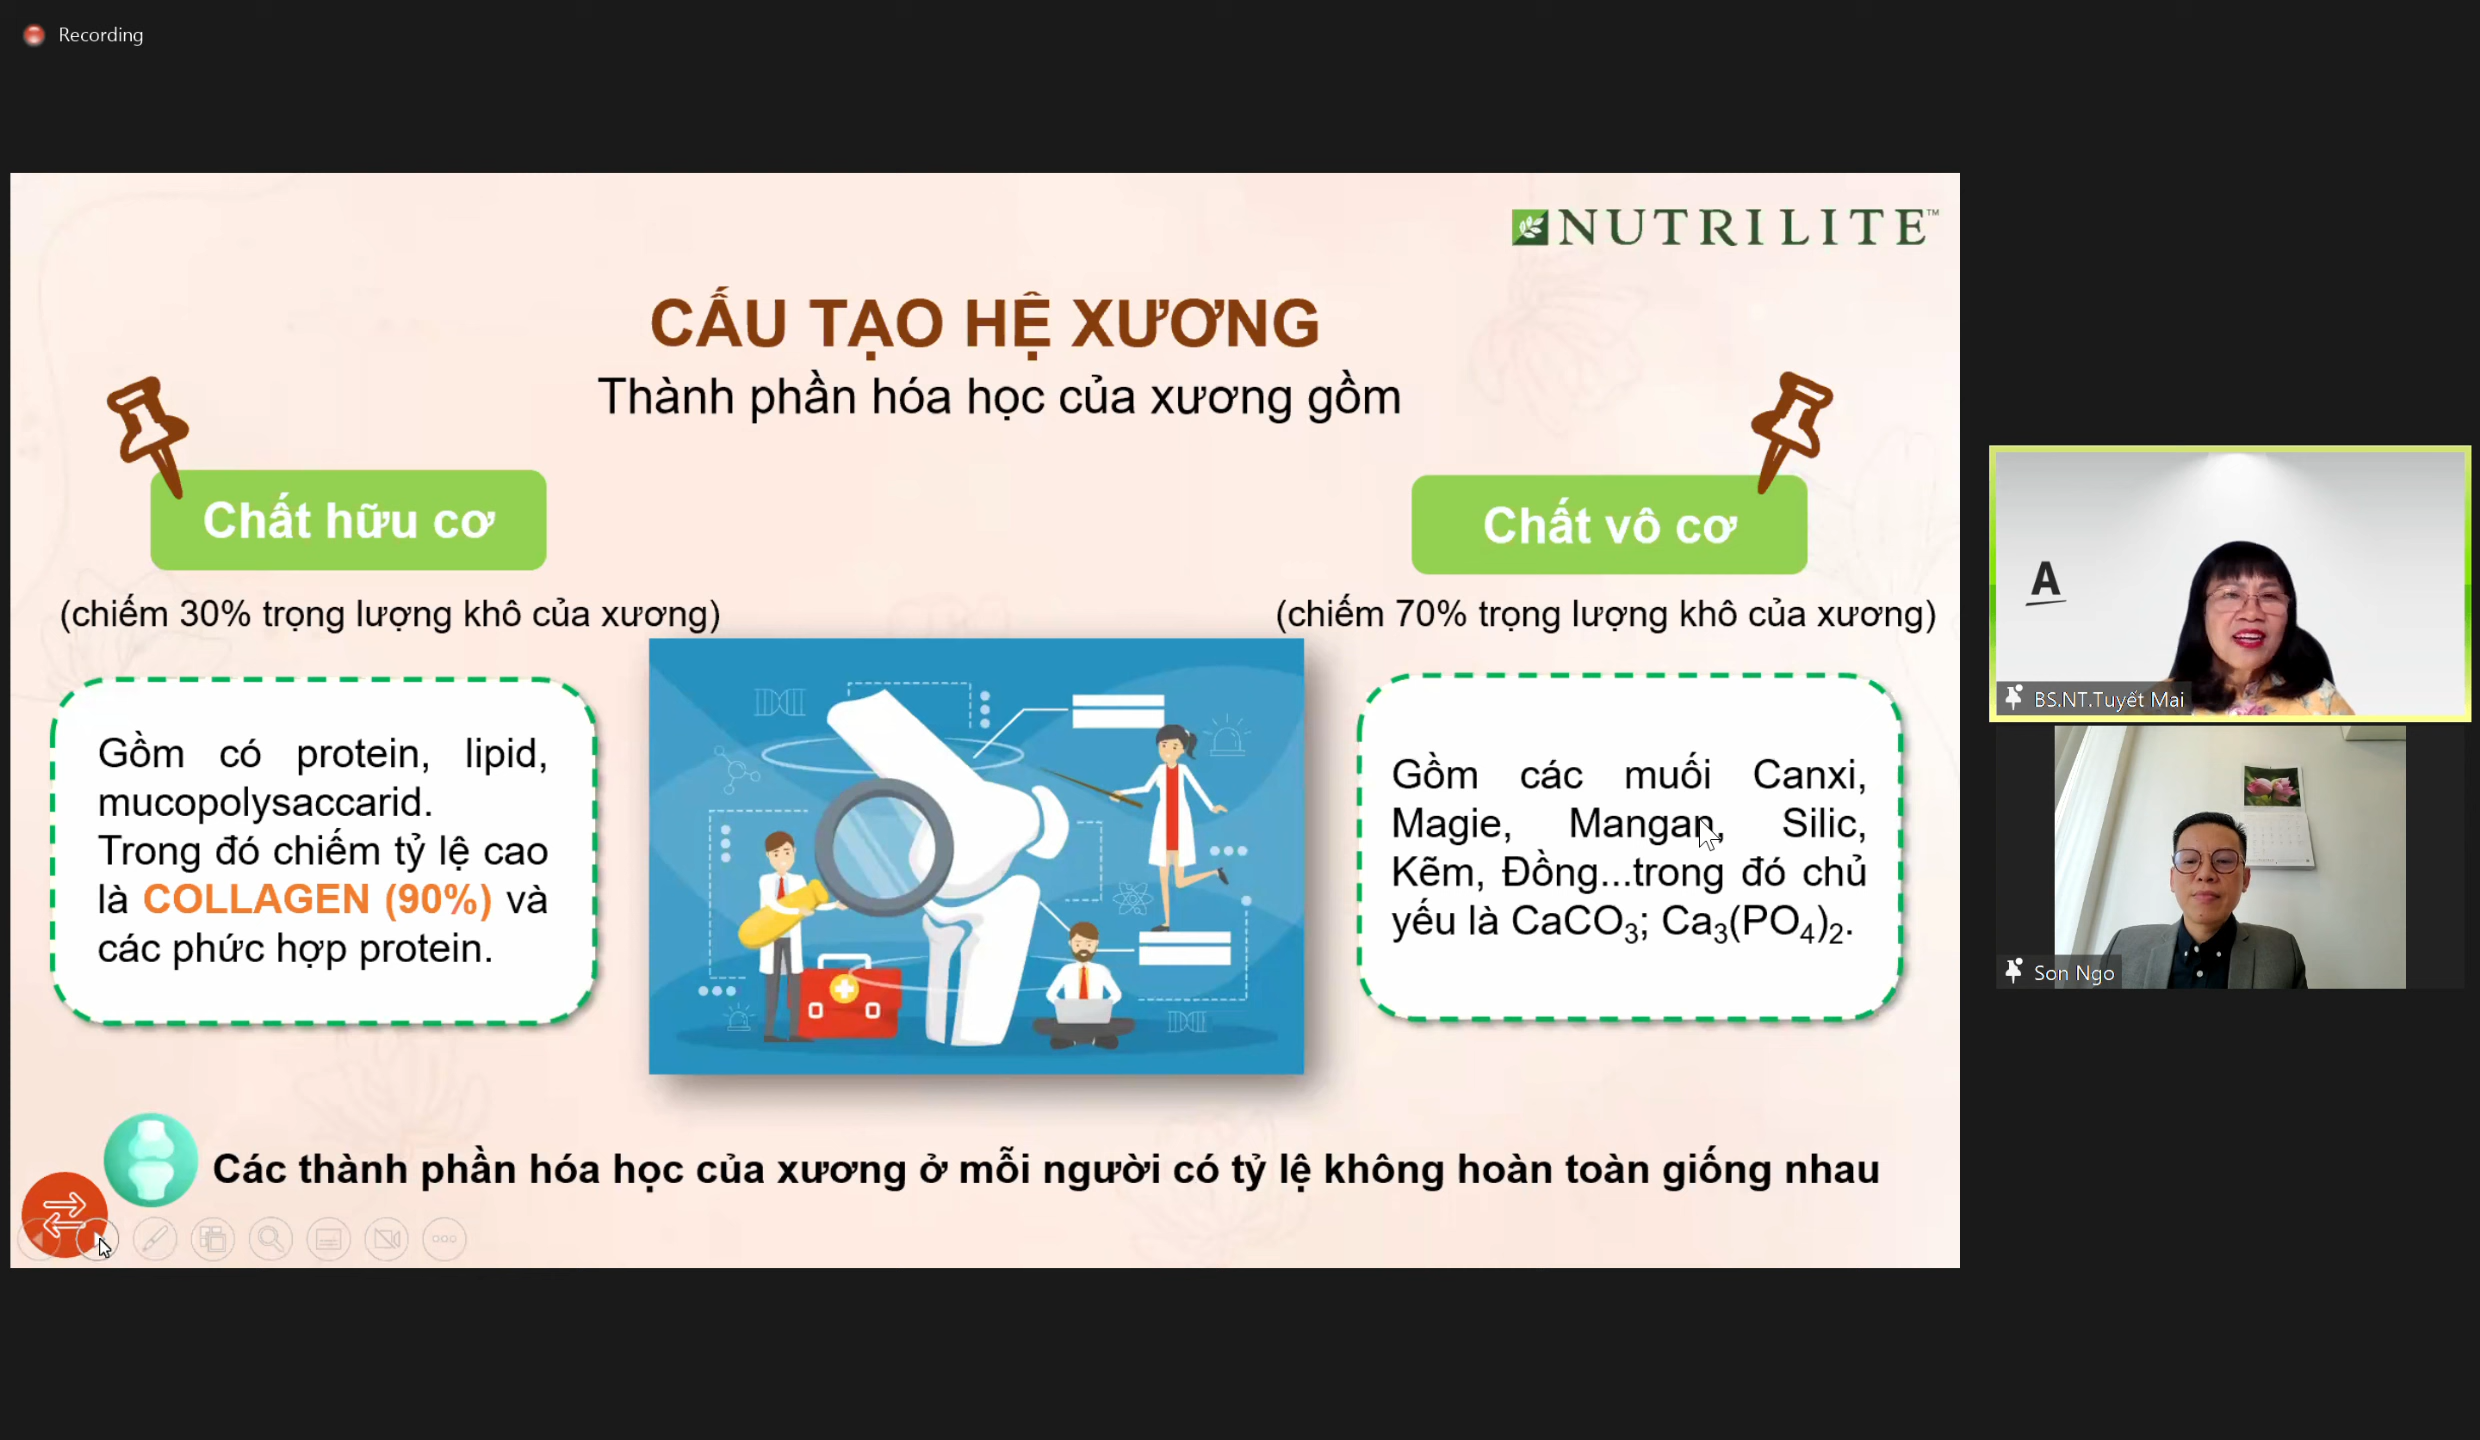 Recording
NUTRILITE™
CẤU TẠO HỆ XƯƠNG
Thành phần hóa học của xương gồm
Chất hữu cơ
(chiếm 30% trọng lượng khô của xương)
Gồm có protein, lipid,
mucopolysaccarid.
Trong đó chiếm tỷ lệ cao
là COLLAGEN (90%) và
các phức hợp protein.
Chất vô cơ
(chiếm 70% trọng lượng khô của xương)
Gồm các muối Canxi,
Magie, Mangan, Silic,
Kẽm, Đồng...trong đó chủ
yếu là CaCO₃; Ca₃(PO₄)₂.
Các thành phần hóa học của xương ở mỗi người có tỷ lệ không hoàn toàn giống nhau
A
BS.NT.Tuyết Mai
Son Ngo